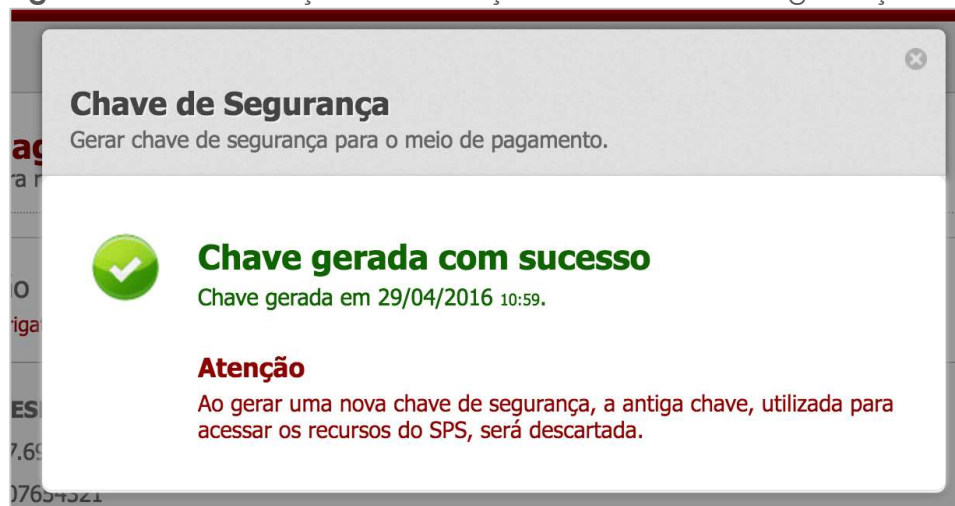 Chave de Segurança
Gerar chave de segurança para o meio de pagamento.
Chave gerada com sucesso
Chave gerada em 29/04/2016 10:59.
Atenção
Ao gerar uma nova chave de segurança, a antiga chave, utilizada para
acessar os recursos do SPS, será descartada.